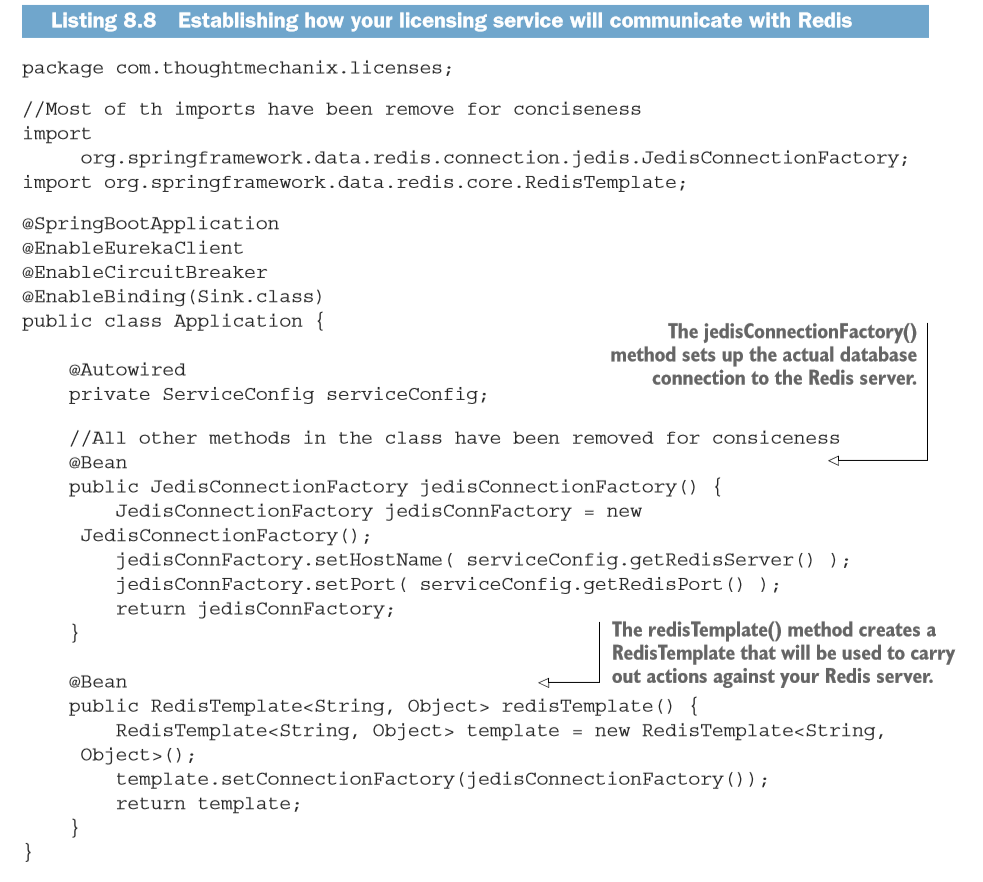 Listing 8.8 Establishing how your licensing service will communicate with Redis
package com.thoughtmechanix.licenses;
//Most of th imports have been remove for conciseness
import
org.springframework.data.redis.connection.jedis.JedisConnectionFactory;
import org.springframework.data.redis.core.RedisTemplate;
@SpringBootApplication
@EnableEurekaClient
@EnableCircuitBreaker
@EnableBinding(Sink.class)
public class Application {
The jedisConnectionFactory()
method sets up the actual database
connection to the Redis server.
@Autowired
private ServiceConfig serviceConfig;
//All other methods in the class have been removed for consiceness
@Bean
public JedisConnectionFactory jedisConnectionFactory() {
JedisConnectionFactory jedisConnFactory = new
JedisConnectionFactory();
jedisConnFactory.setHostName( serviceConfig.getRedisServer() );
jedisConnFactory.setPort( serviceConfig.getRedisPort() );
return jedisConnFactory;
}
The redisTemplate() method creates a
RedisTemplate that will be used to carry
out actions against your Redis server.
@Bean
public RedisTemplate<String, Object> redisTemplate() {
RedisTemplate<String, Object> template = new RedisTemplate<String,
Object>();
template.setConnectionFactory(jedisConnectionFactory());
return template;
}
}